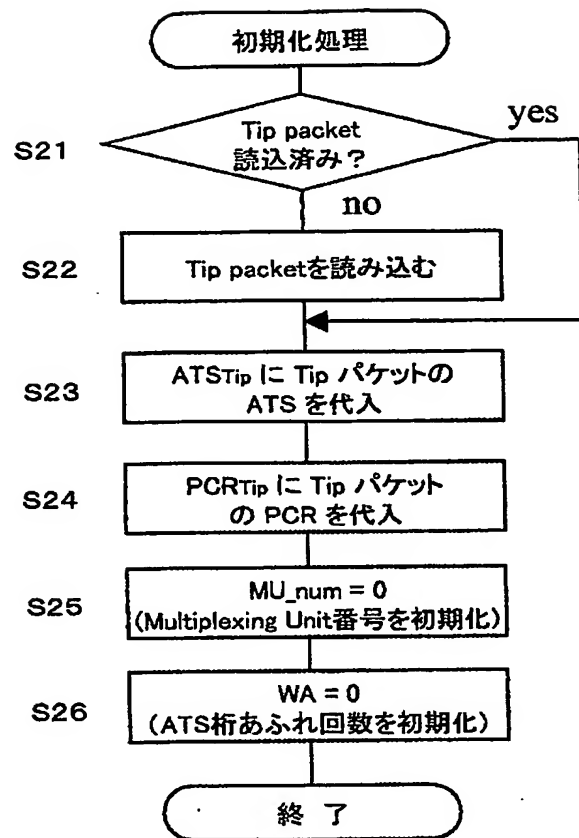 初期化処理
S21
Tip packet
読込済み？
yes
no
S22
Tip packetを読み込む
S23
ATSTip に Tip パケットの
ATS を代入
S24
PCRTip に Tip パケット
の PCR を代入
S25
MU_num = 0
(Multiplexing Unit番号を初期化)
S26
WA = 0
(ATS桁あふれ回数を初期化)
終 了